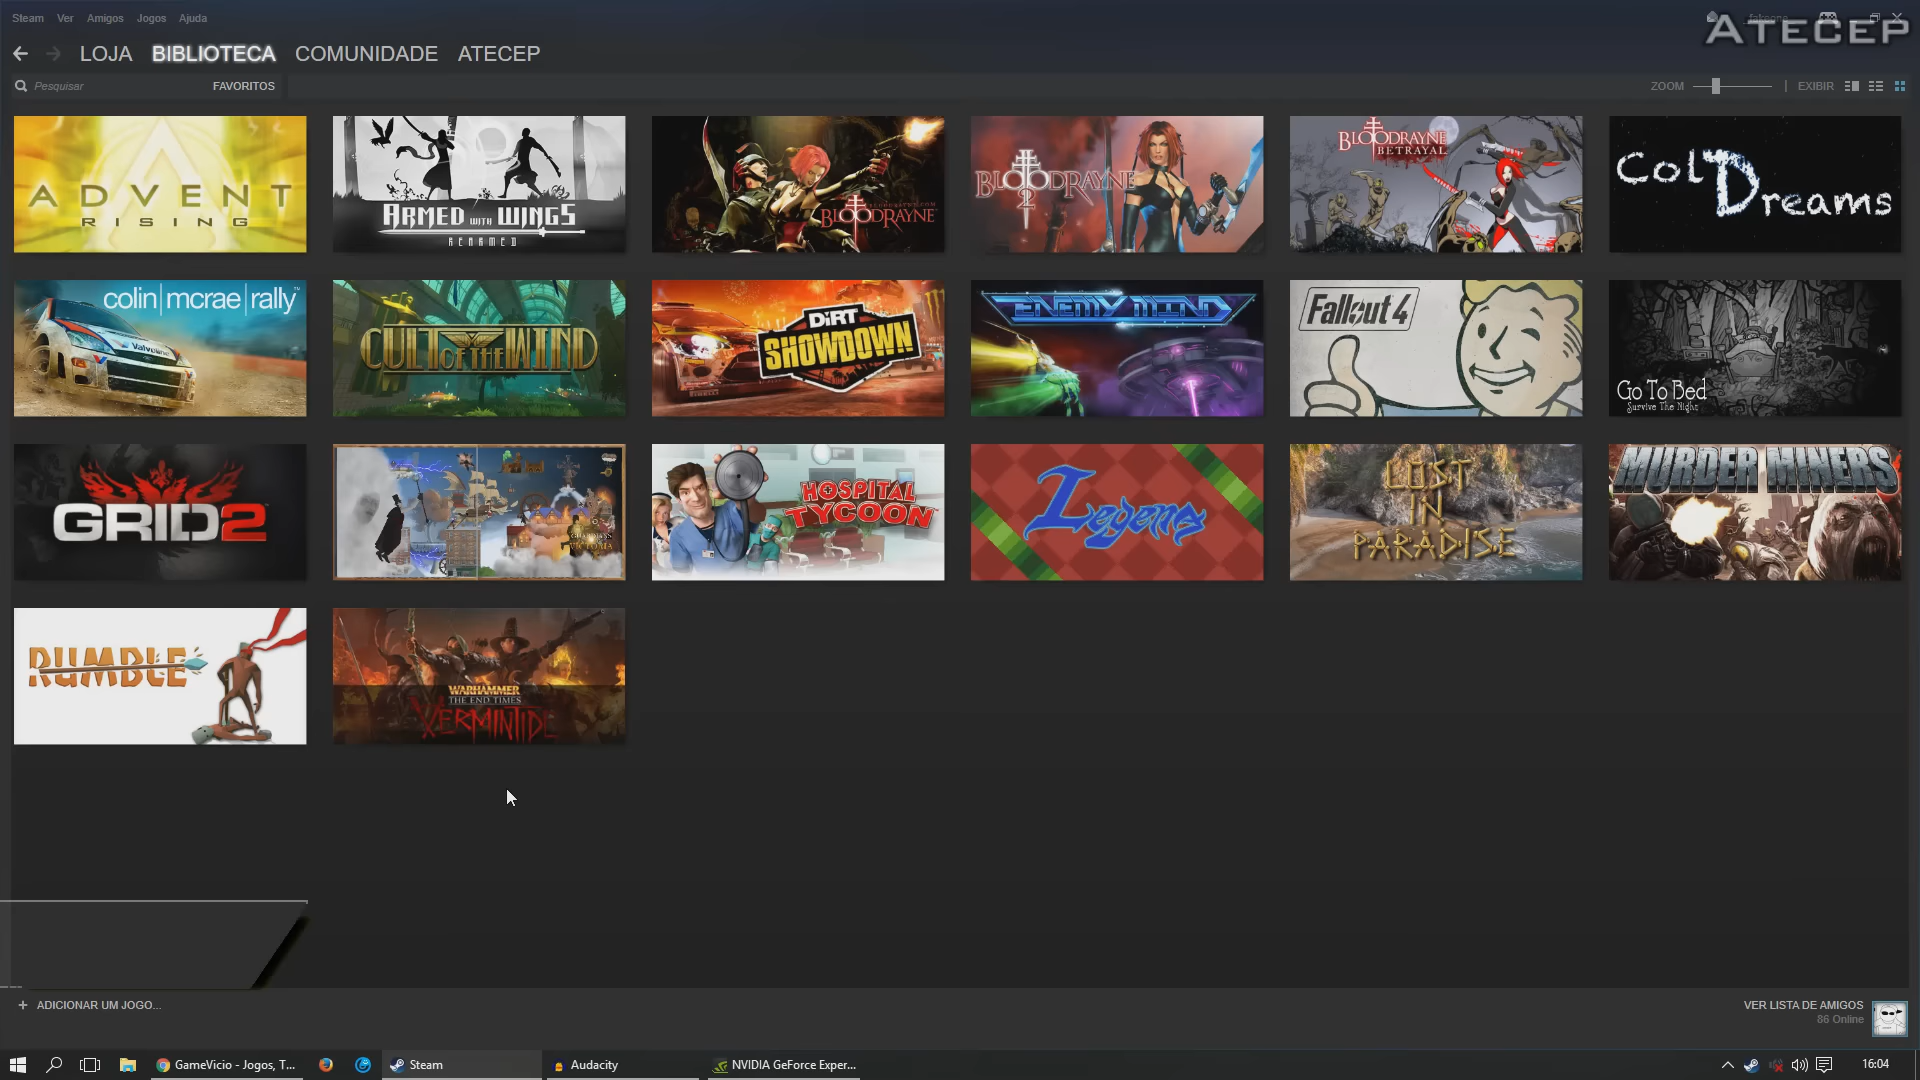 Steam Ver Amigos Jogos Ajuda
ATECEP
LOJA BIBLIOTECA COMUNIDADE ATECEP
Pesquisar FAVORITOS ZOOM EXIBIR
ADVENT
RISING
ARMED WITH WINGS
REARMED
BLOODRAYNE
BLOODRAYNE
2
BLOODRAYNE
BETRAYAL
ColD
Dreams
colin|mcrae|rally
Valvoline
CULT OF THE WIND
DiRT
SHOWDOWN
ENEMY MIND
Fallout 4
Go To Bed
Survive The Night
GRID2
GUARDIANS
VICTORIA
HOSPITAL
TYCOON
Legena
LOST
IN
PARADISE
MURDER MINERS
RUMBLE
WARHAMMER
THE END TIMES
VERMINTIDE
+ ADICIONAR UM JOGO...
VER LISTA DE AMIGOS
86 Online
GameVicio - Jogos, T... Steam Audacity NVIDIA GeForce Exper... 16:04